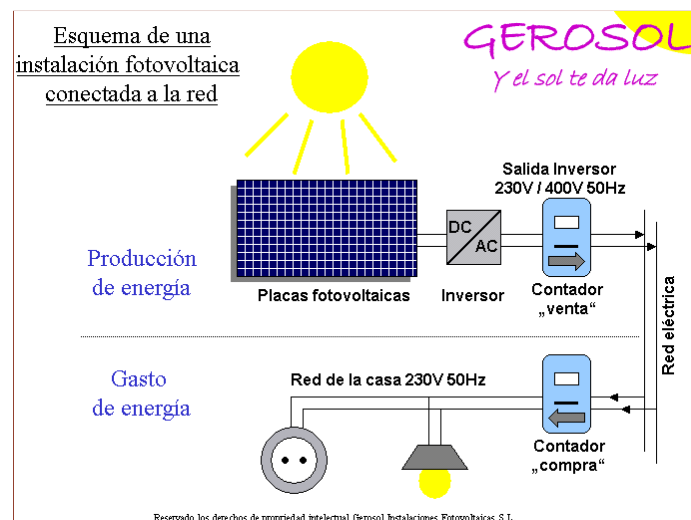 Esquema de una
instalación fotovoltaica
conectada a la red
GEROSOL
Y el sol te da luz
Salida Inversor
230V / 400V 50Hz
DC
AC
Producción
de energía
Placas fotovoltaicas
Inversor
Contador
„venta“
Red eléctrica
Gasto
de energía
Red de la casa 230V 50Hz
Contador
„compra“
Reservado los derechos de propriedad intelectual Gerosol Instalaciones Fotovoltaicas S.L.